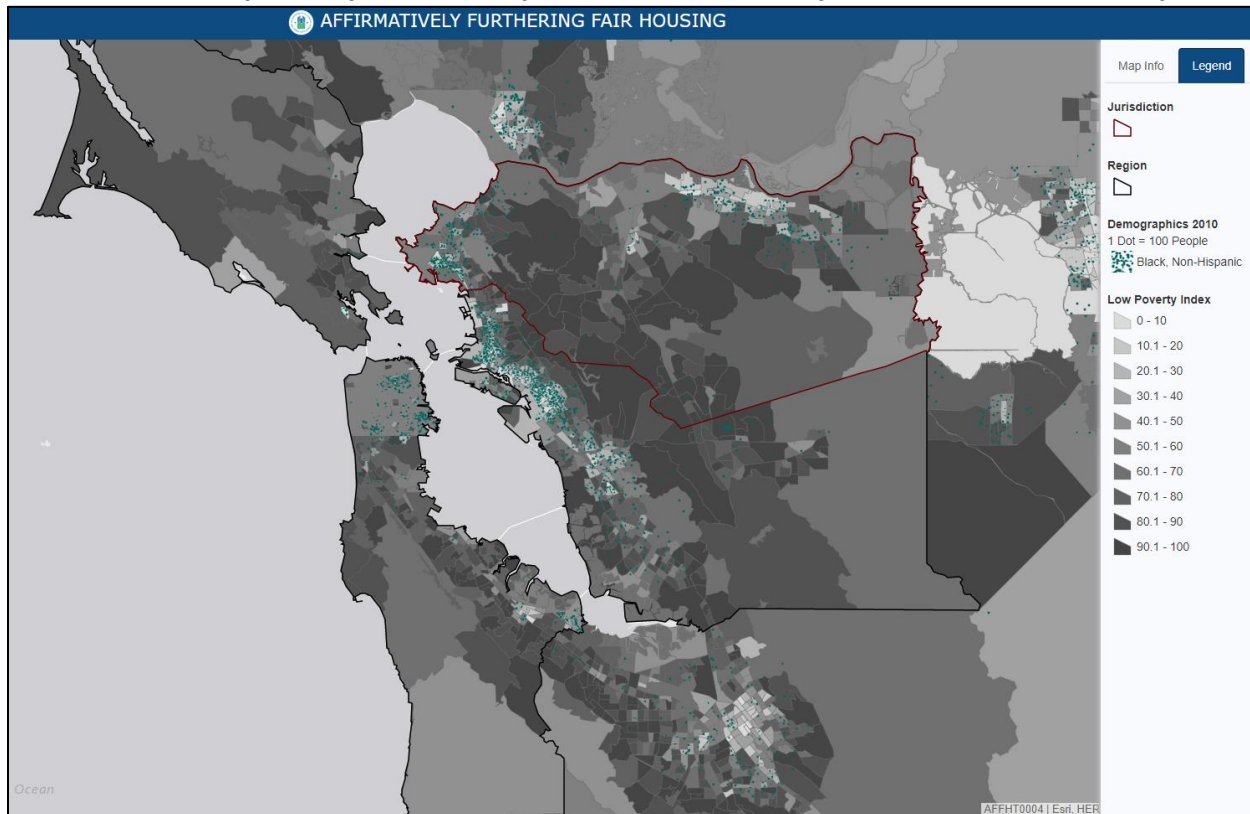 AFFIRMATIVELY FURTHERING FAIR HOUSING
Map Info
Legend
Jurisdiction
Region
Demographics 2010
1 Dot = 100 People
Black, Non-Hispanic
Low Poverty Index
0 - 10
10.1 - 20
20.1 - 30
30.1 - 40
40.1 - 50
50.1 - 60
60.1 - 70
70.1 - 80
80.1 - 90
90.1 - 100
Ocean
AFFHT0004 | Esri, HER